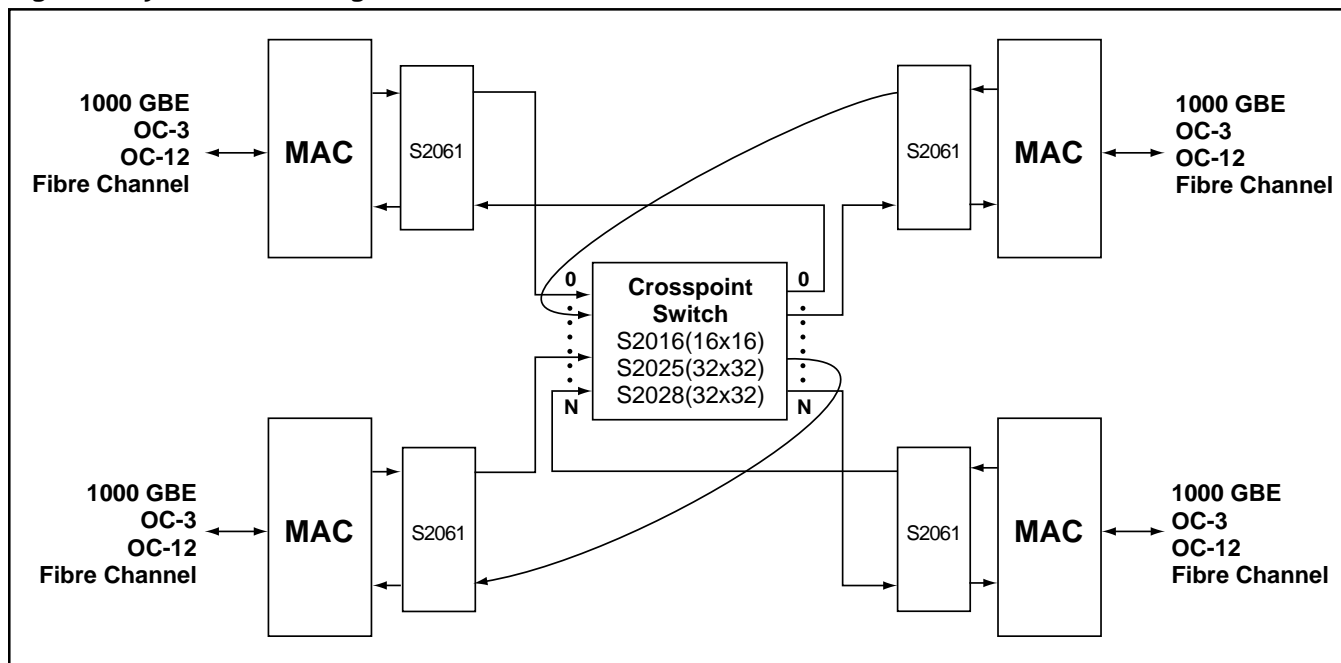 1000 GBE
OC-3
OC-12
Fibre Channel
MAC
S2061
S2061
MAC
1000 GBE
OC-3
OC-12
Fibre Channel
0
Crosspoint
Switch
S2016(16x16)
S2025(32x32)
S2028(32x32)
0
N
N
1000 GBE
OC-3
OC-12
Fibre Channel
MAC
S2061
S2061
MAC
1000 GBE
OC-3
OC-12
Fibre Channel